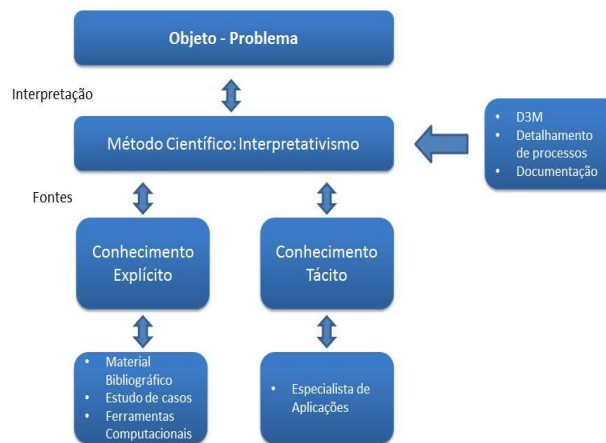 Objeto - Problema
Interpretação
Método Científico: Interpretativismo
• D3M
• Detalhamento
de processos
• Documentação
Fontes
Conhecimento
Explícito
Conhecimento
Tácito
• Material
Bibliográfico
• Estudo de casos
• Ferramentas
Computacionais
• Especialista de
Aplicações